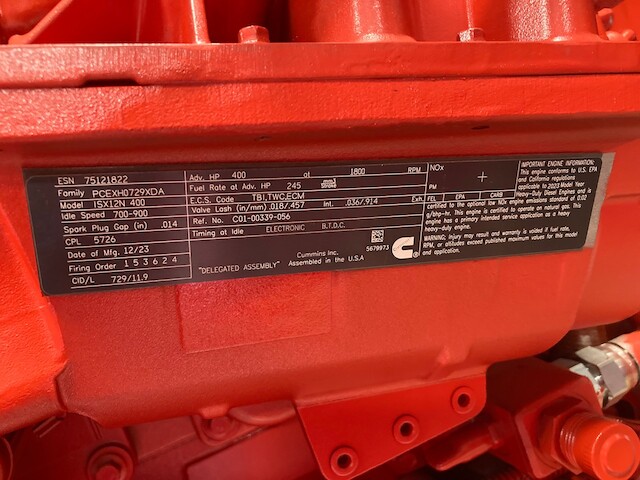 ESN 75121822
Family PCEXH0729XDA
Model ISX12N 400
Idle Speed 700-900
Spark Plug Gap (in) .014
CPL 5726
Date of Mfg. 12/23
Firing Order 1 5 3 6 2 4
CID/L 729/11.9
Adv. HP 400 at 1800 RPM
Fuel Rate at Adv. HP 245
E.C.S. Code TBI,TWC,ECM
Valve Lash (in/mm) .018/.457 Int. .036/.914 Exh.
Ref. No. C01-00339-056
Timing at Idle ELECTRONIC B.T.D.C.
"DELEGATED ASSEMBLY"
Cummins Inc.
Assembled in the U.S.A
5679973
NOx
PM
FEL EPA CARB
IMPORTANT ENGINE INFORMATION
This engine conforms to U.S. EPA
and California regulations
applicable to 2023 Model Year
Heavy-Duty Diesel Engines. This engine is
certified to the optional low NOx engine emission standard of 0.02
g/bhp-hr. This engine is certified to operate on natural gas. This
engine has a primary intended service application as a heavy
heavy-duty engine.
WARNING: Injury may result and warranty is voided if fuel rate,
RPM, or altitudes exceed published maximum values for this model
and application.